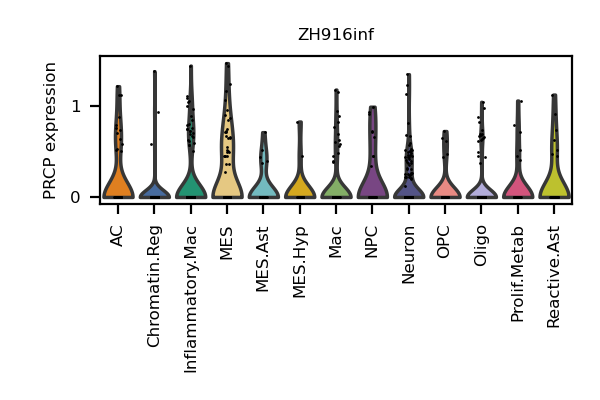 ZH916inf
PRCP expression
1
0
AC
Chromatin.Reg
Inflammatory.Mac
MES
MES.Ast
MES.Hyp
Mac
NPC
Neuron
OPC
Oligo
Prolif.Metab
Reactive.Ast